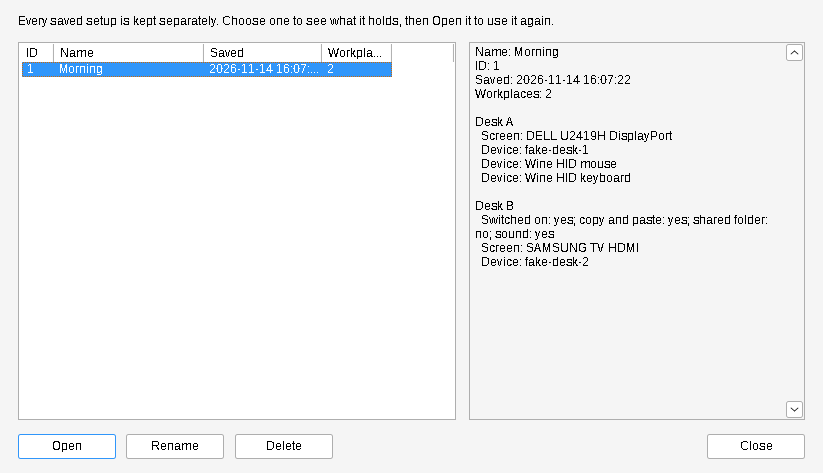 Every saved setup is kept separately. Choose one to see what it holds, then Open it to use it again.
ID Name Saved Workpla...
1 Morning 2026-11-14 16:07:... 2
Name: Morning
ID: 1
Saved: 2026-11-14 16:07:22
Workplaces: 2
Desk A
Screen: DELL U2419H DisplayPort
Device: fake-desk-1
Device: Wine HID mouse
Device: Wine HID keyboard
Desk B
Switched on: yes; copy and paste: yes; shared folder:
no; sound: yes
Screen: SAMSUNG TV HDMI
Device: fake-desk-2
Open Rename Delete Close